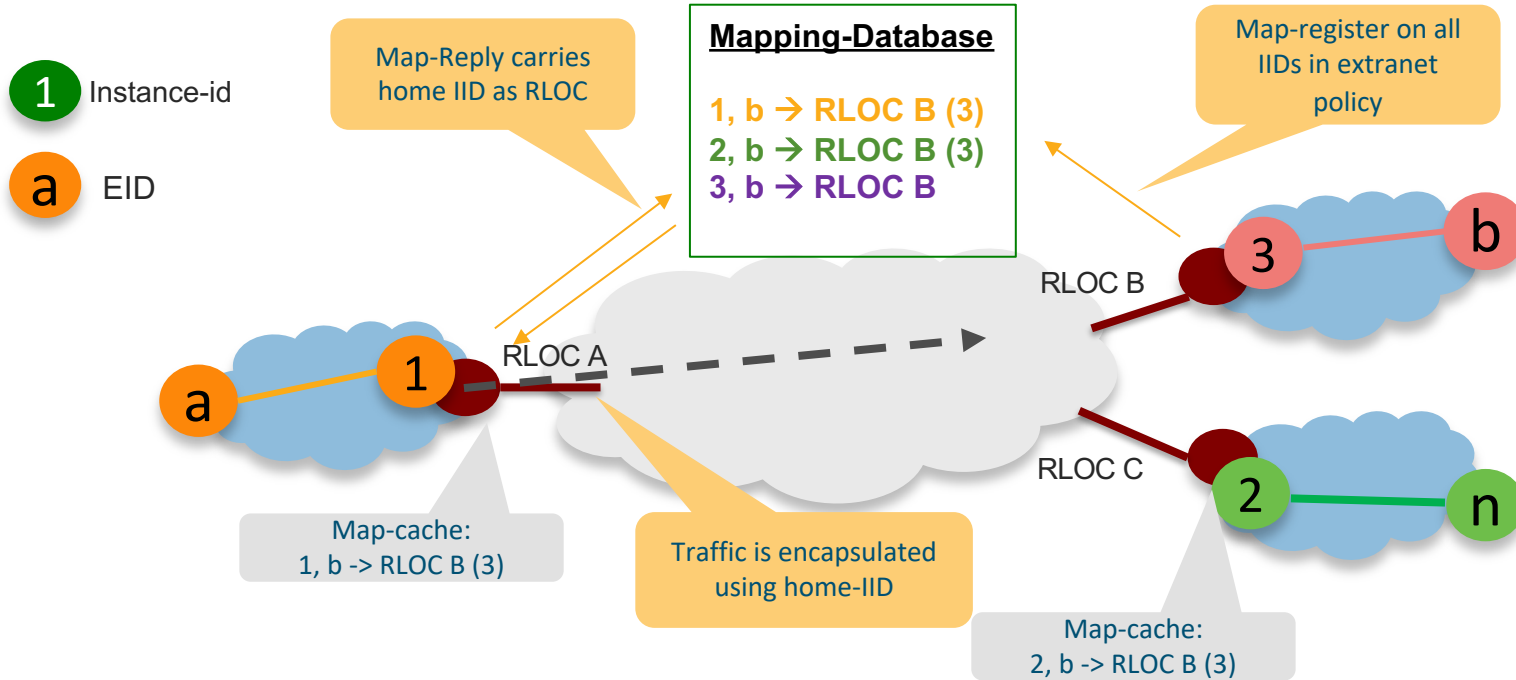 Mapping-Database
1, b → RLOC B (3)
2, b → RLOC B (3)
3, b → RLOC B
Map-Reply carries
home IID as RLOC
Map-register on all
IIDs in extranet
policy
1 Instance-id
a EID
RLOC B
3
b
RLOC A
1
a
RLOC C
2
n
Map-cache:
1, b -> RLOC B (3)
Traffic is encapsulated
using home-IID
Map-cache:
2, b -> RLOC B (3)